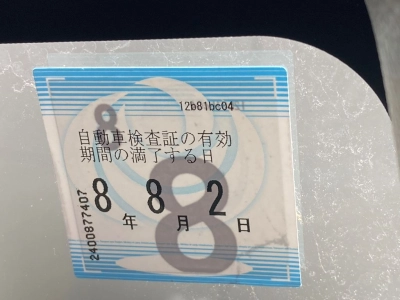 12b81bc04
自動車検査証の有効
期間の満了する日
8年 8月 2日
2400877407
8
8